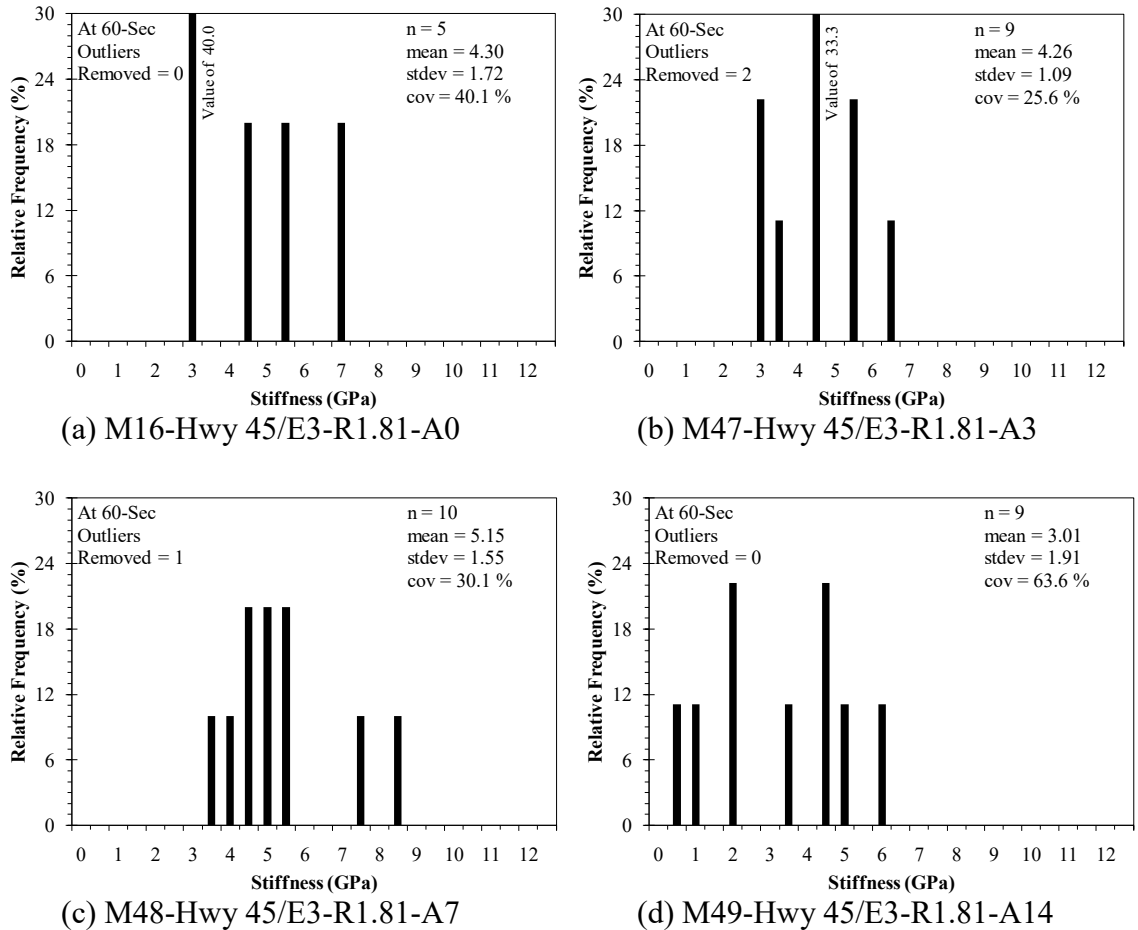 30
24
18
12
6
0
Relative Frequency (%)
At 60-Sec
Outliers
Removed = 0
Value of 40.0
n = 5
mean = 4.30
stdev = 1.72
cov = 40.1 %
0 1 2 3 4 5 6 7 8 9 10 11 12
Stiffness (GPa)
(a) M16-Hwy 45/E3-R1.81-A0
30
24
18
12
6
0
Relative Frequency (%)
At 60-Sec
Outliers
Removed = 2
Value of 33.3
n = 9
mean = 4.26
stdev = 1.09
cov = 25.6 %
0 1 2 3 4 5 6 7 8 9 10 11 12
Stiffness (GPa)
(b) M47-Hwy 45/E3-R1.81-A3
30
24
18
12
6
0
Relative Frequency (%)
At 60-Sec
Outliers
Removed = 1
n = 10
mean = 5.15
stdev = 1.55
cov = 30.1 %
0 1 2 3 4 5 6 7 8 9 10 11 12
Stiffness (GPa)
(c) M48-Hwy 45/E3-R1.81-A7
30
24
18
12
6
0
Relative Frequency (%)
At 60-Sec
Outliers
Removed = 0
n = 9
mean = 3.01
stdev = 1.91
cov = 63.6 %
0 1 2 3 4 5 6 7 8 9 10 11 12
Stiffness (GPa)
(d) M49-Hwy 45/E3-R1.81-A14